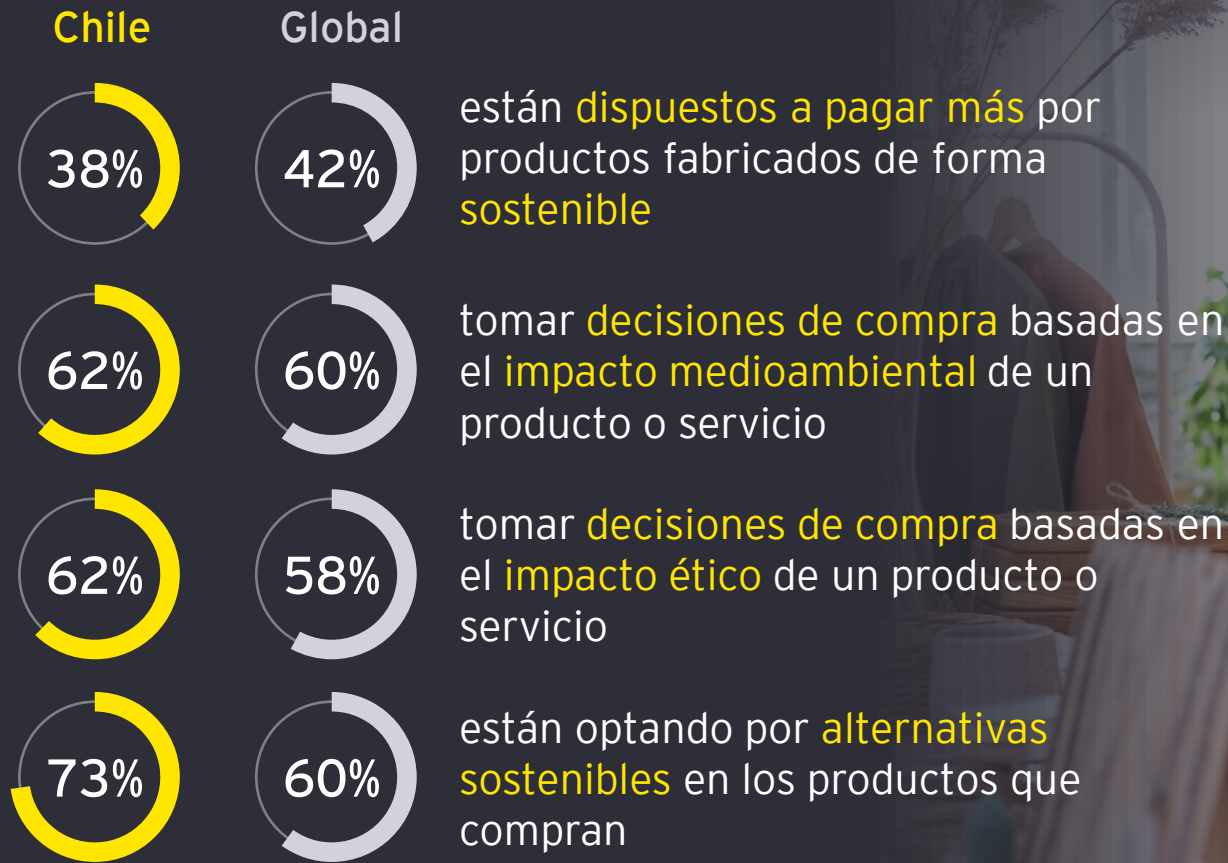 Chile Global
38% 42%
están dispuestos a pagar más por
productos fabricados de forma
sostenible
62% 60%
tomar decisiones de compra basadas en
el impacto medioambiental de un
producto o servicio
62% 58%
tomar decisiones de compra basadas en
el impacto ético de un producto o
servicio
73% 60%
están optando por alternativas
sostenibles en los productos que
compran